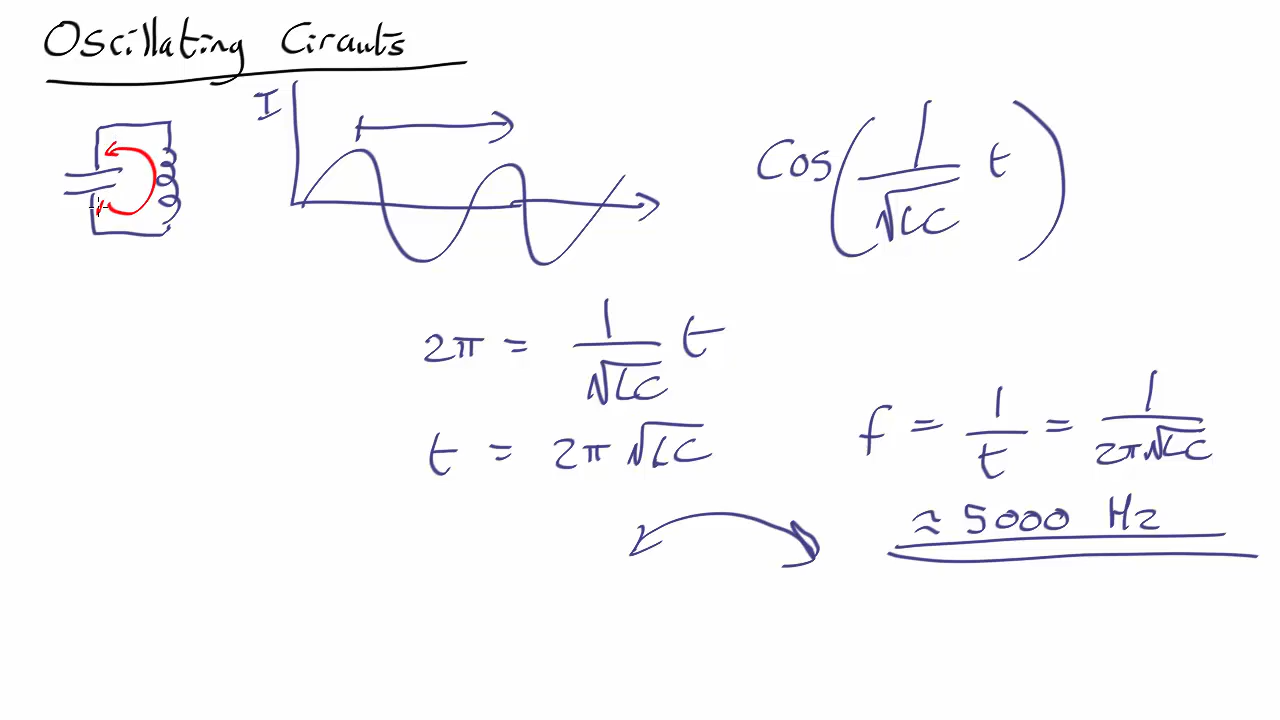 Oscillating Circuits
I
Cos(1/√LC t)
2π = 1/√LC t
t = 2π √LC
f = 1/t = 1/2π√LC
≈ 5000 Hz